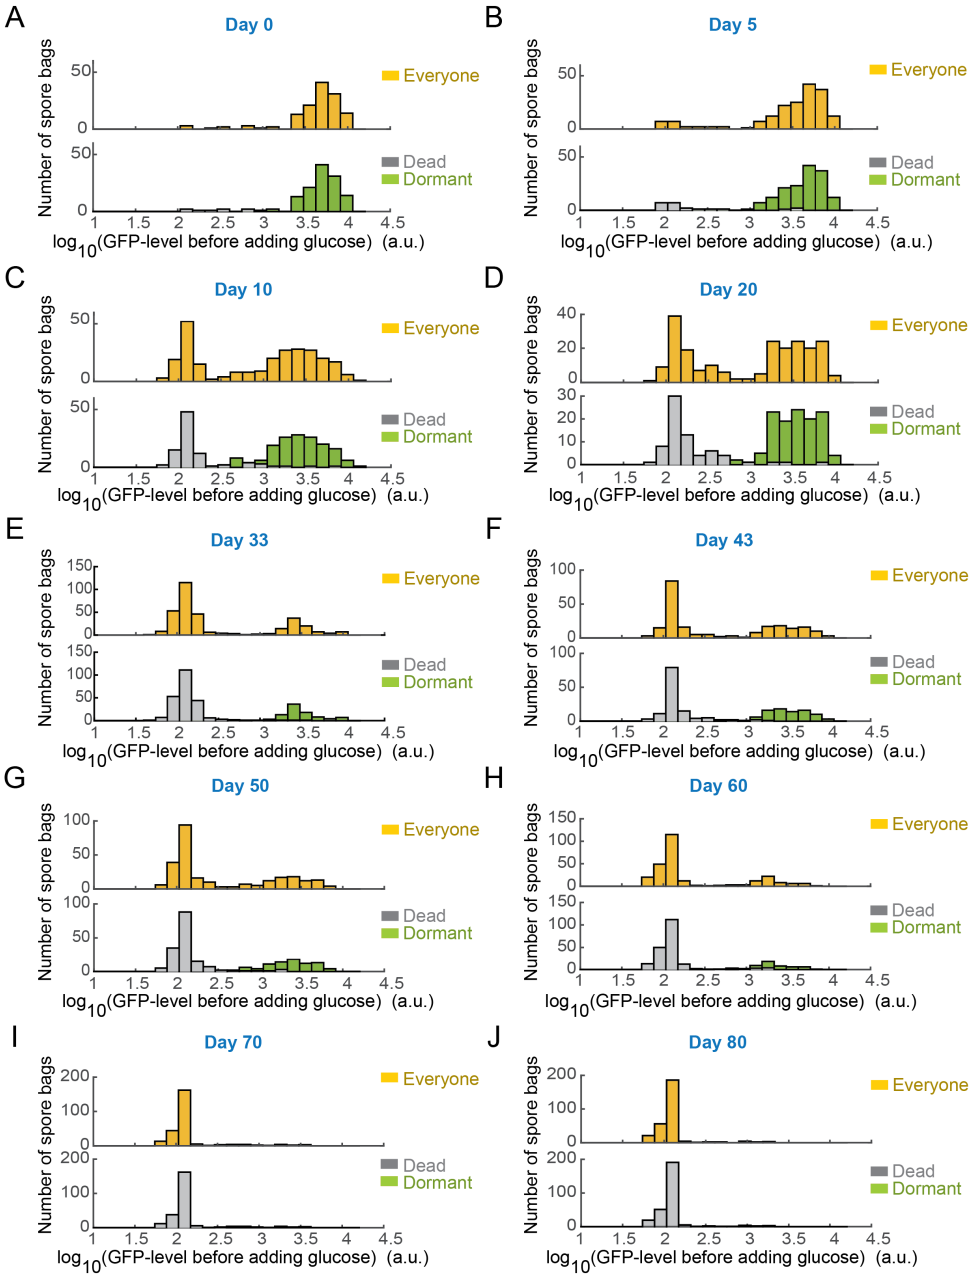 A
Day 0
Number of spore bags
50
0
Everyone
50
0
Dead
Dormant
1 1.5 2 2.5 3 3.5 4 4.5
log10(GFP-level before adding glucose) (a.u.)
B
Day 5
Number of spore bags
50
0
Everyone
50
0
Dead
Dormant
1 1.5 2 2.5 3 3.5 4 4.5
log10(GFP-level before adding glucose) (a.u.)
C
Day 10
Number of spore bags
50
0
Everyone
50
0
Dead
Dormant
1 1.5 2 2.5 3 3.5 4 4.5
log10(GFP-level before adding glucose) (a.u.)
D
Day 20
Number of spore bags
40
20
0
Everyone
30
20
10
0
Dead
Dormant
1 1.5 2 2.5 3 3.5 4 4.5
log10(GFP-level before adding glucose) (a.u.)
E
Day 33
Number of spore bags
150
100
50
0
Everyone
150
100
50
0
Dead
Dormant
1 1.5 2 2.5 3 3.5 4 4.5
log10(GFP-level before adding glucose) (a.u.)
F
Day 43
Number of spore bags
100
50
0
Everyone
100
50
0
Dead
Dormant
1 1.5 2 2.5 3 3.5 4 4.5
log10(GFP-level before adding glucose) (a.u.)
G
Day 50
Number of spore bags
100
50
0
Everyone
100
50
0
Dead
Dormant
1 1.5 2 2.5 3 3.5 4 4.5
log10(GFP-level before adding glucose) (a.u.)
H
Day 60
Number of spore bags
150
100
50
0
Everyone
150
100
50
0
Dead
Dormant
1 1.5 2 2.5 3 3.5 4 4.5
log10(GFP-level before adding glucose) (a.u.)
I
Day 70
Number of spore bags
200
100
0
Everyone
200
100
0
Dead
Dormant
1 1.5 2 2.5 3 3.5 4 4.5
log10(GFP-level before adding glucose) (a.u.)
J
Day 80
Number of spore bags
200
100
0
Everyone
200
100
0
Dead
Dormant
1 1.5 2 2.5 3 3.5 4 4.5
log10(GFP-level before adding glucose) (a.u.)